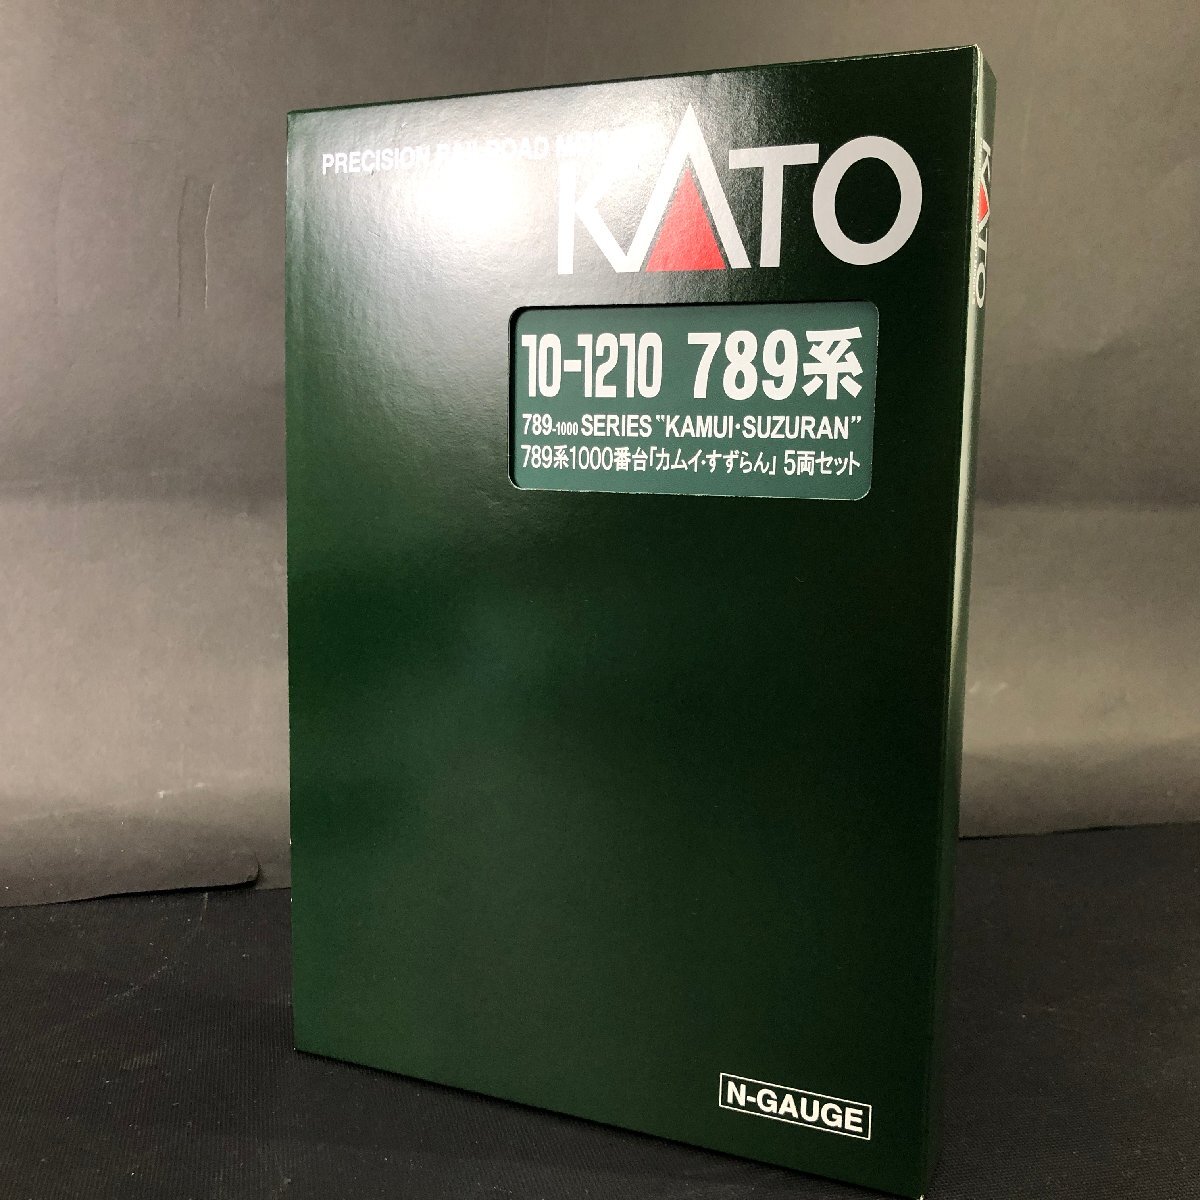 PRECISION RAILROAD
KATO
10-1210 789系
789-1000 SERIES "KAMUI・SUZURAN"
789系1000番台「カムイ・すずらん」 5両セット
N-GAUGE
KATO